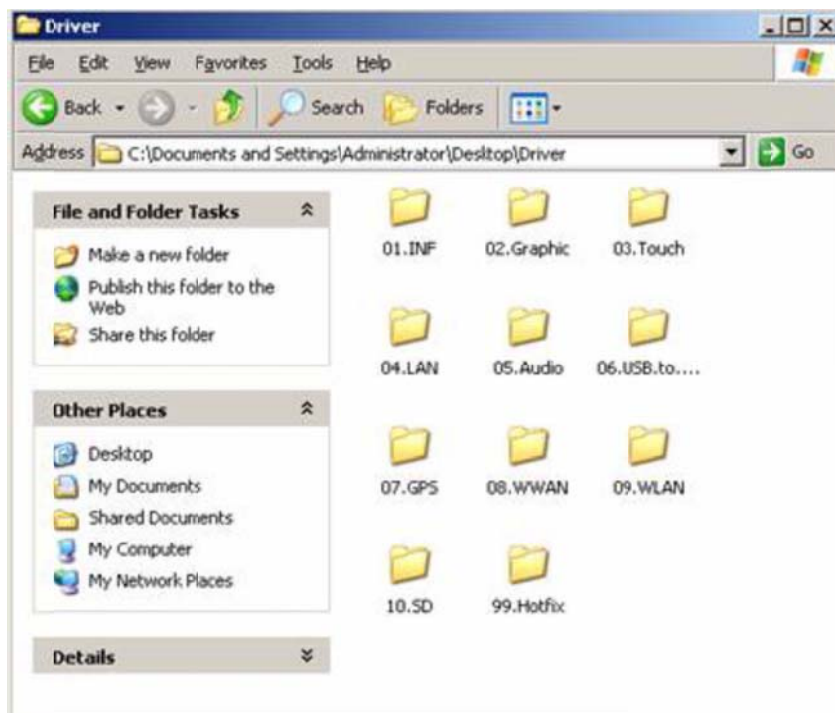 Driver
File Edit View Favorites Tools Help
Back Search Folders
Address C:\Documents and Settings\Administrator\Desktop\Driver Go
File and Folder Tasks
Make a new folder
Publish this folder to the
Web
Share this folder
Other Places
Desktop
My Documents
Shared Documents
My Computer
My Network Places
Details
01.INF 02.Graphic 03.Touch
04.LAN 05.Audio 06.USB.to....
07.GPS 08.WWAN 09.WLAN
10.SD 99.Hotfix